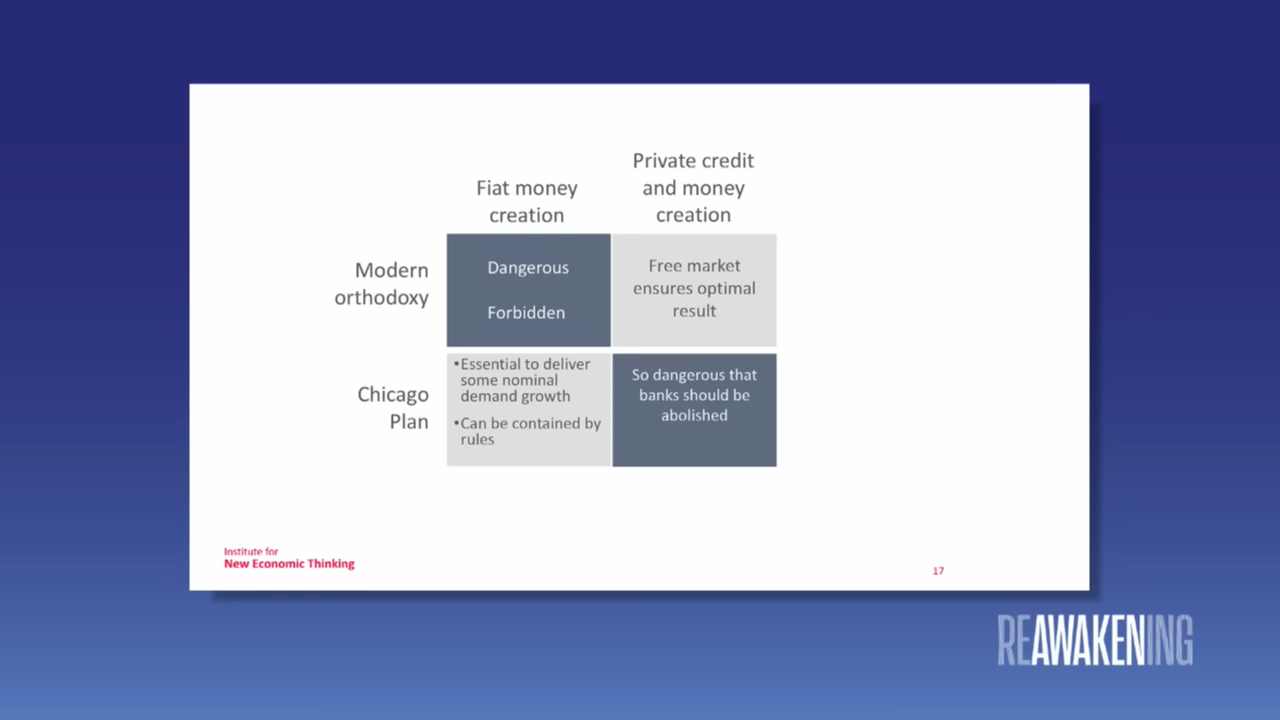 Private credit
and money
creation
Fiat money
creation
Modern
orthodoxy
Dangerous
Forbidden
Free market
ensures optimal
result
Chicago
Plan
•Essential to deliver
some nominal
demand growth
•Can be contained by
rules
So dangerous that
banks should be
abolished
Institute for
New Economic Thinking
17
REAWAKENING